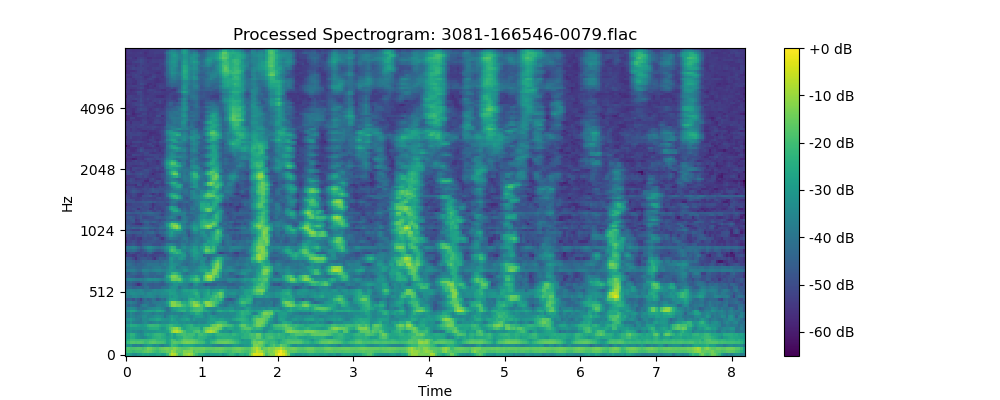 Processed Spectrogram: 3081-166546-0079.flac
+0 dB
-10 dB
-20 dB
-30 dB
-40 dB
-50 dB
-60 dB
4096
2048
1024
512
0
Hz
0 1 2 3 4 5 6 7 8
Time